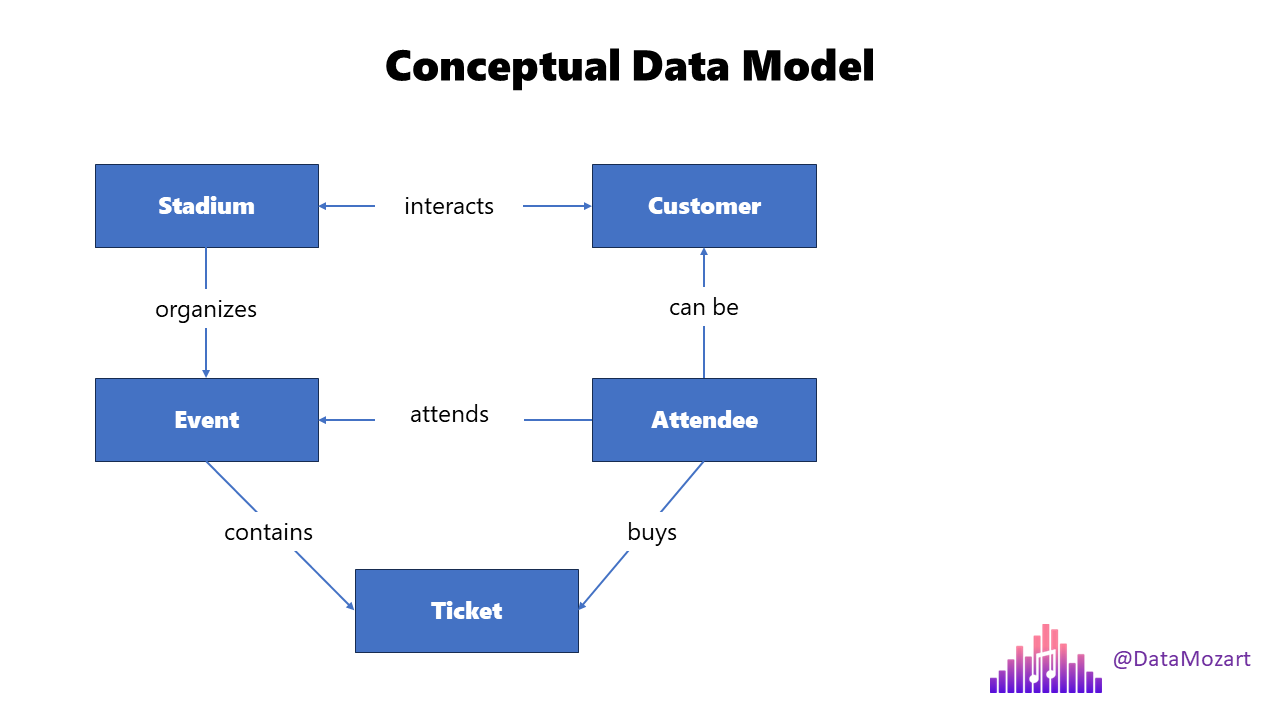 Conceptual Data Model
Stadium
interacts
Customer
organizes
can be
Event
attends
Attendee
contains
buys
Ticket
@DataMozart